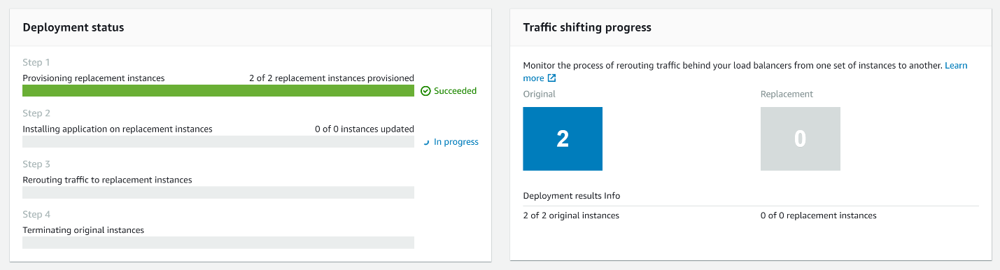 Deployment status
Step 1
Provisioning replacement instances 2 of 2 replacement instances provisioned
Succeeded
Step 2
Installing application on replacement instances 0 of 0 instances updated
In progress
Step 3
Rerouting traffic to replacement instances
Step 4
Terminating original instances
Traffic shifting progress
Monitor the process of rerouting traffic behind your load balancers from one set of instances to another. Learn
more
Original Replacement
2 0
Deployment results Info
2 of 2 original instances 0 of 0 replacement instances